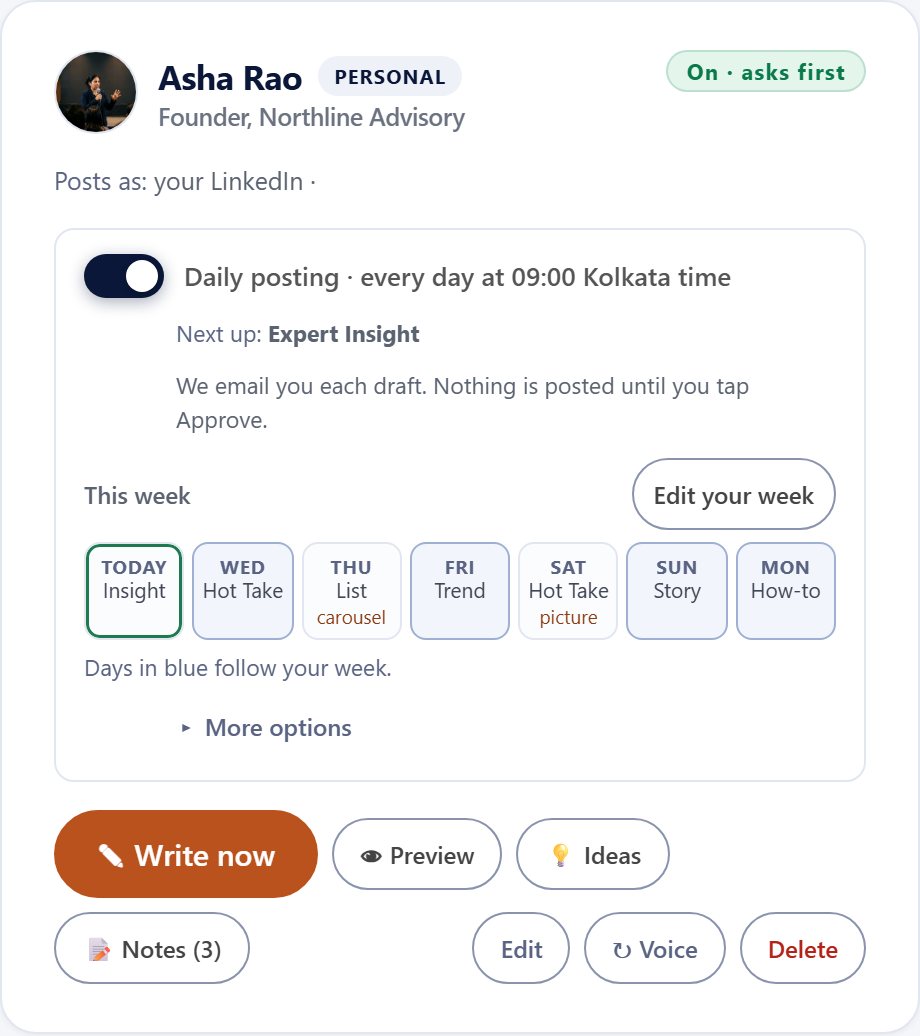 Asha Rao PERSONAL
On · asks first
Founder, Northline Advisory
Posts as: your LinkedIn ·
Daily posting · every day at 09:00 Kolkata time
Next up: Expert Insight
We email you each draft. Nothing is posted until you tap
Approve.
This week
Edit your week
TODAY
Insight
WED
Hot Take
THU
List
carousel
FRI
Trend
SAT
Hot Take
picture
SUN
Story
MON
How-to
Days in blue follow your week.
More options
Write now
Preview
Ideas
Notes (3)
Edit
Voice
Delete